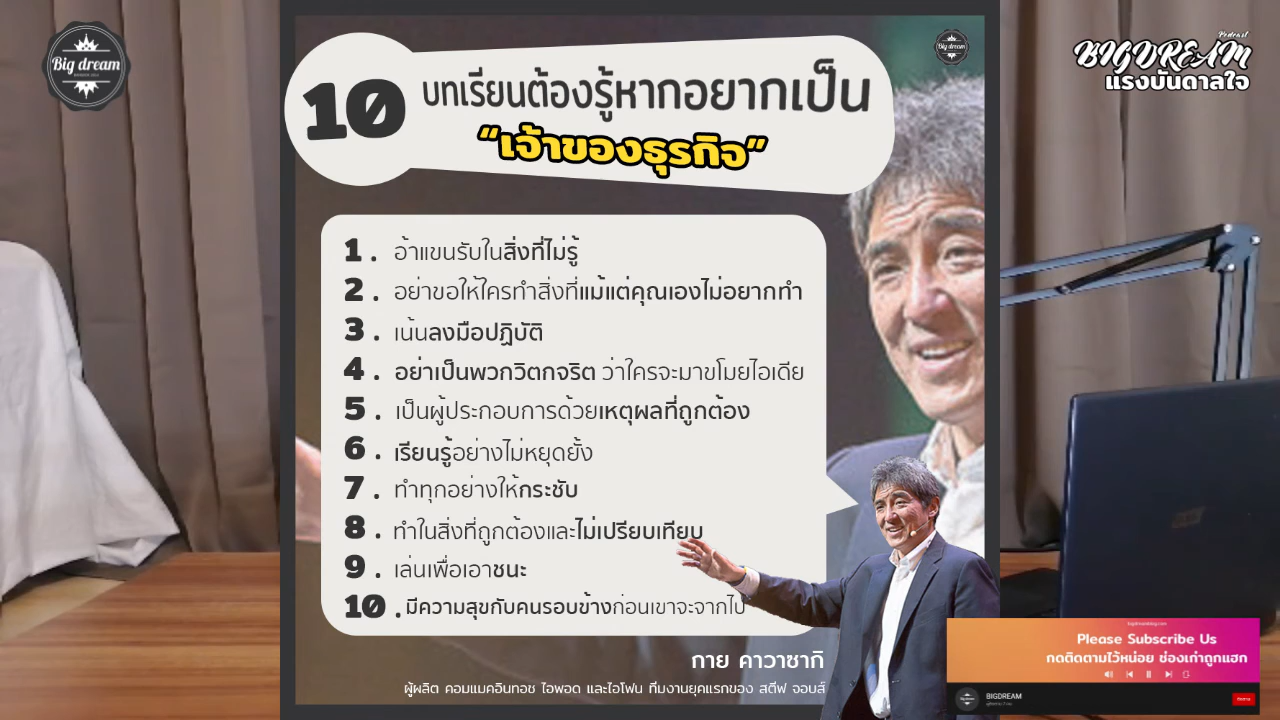 Big dream
Big dream
Podcast
BIGDREAM
แรงบันดาลใจ
10 บทเรียนต้องรู้หากอยากเป็น
“เจ้าของธุรกิจ”
1. อ้าแขนรับในสิ่งที่ไม่รู้
2. อย่าขอให้ใครทำสิ่งที่แม้แต่คุณเองไม่อยากทำ
3. เน้นลงมือปฏิบัติ
4. อย่าเป็นพวกวิตกจริต ว่าใครจะมาขโมยไอเดีย
5. เป็นผู้ประกอบการด้วยเหตุผลที่ถูกต้อง
6. เรียนรู้อย่างไม่หยุดยั้ง
7. ทำทุกอย่างให้กระชับ
8. ทำในสิ่งที่ถูกต้องและไม่เปรียบเทียบ
9. เล่นเพื่อเอาชนะ
10. มีความสุขกับคนรอบข้างก่อนเขาจะจากไป
กาย คาวาซากิ
ผู้ผลิต คอมแมคอินทอช ไอพอด และไอโฟน ทีมงานยุคแรกของ สตีฟ จอบส์
Please Subscribe Us
กดติดตามไว้หน่อย ช่องเก่าถูกแฮก
BIGDREAM